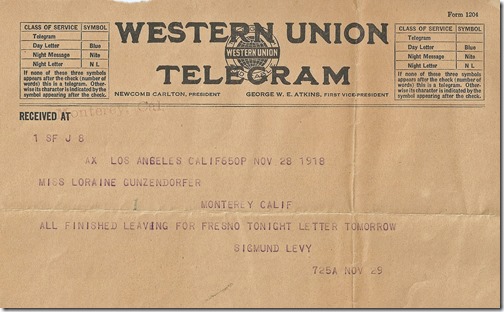 Form 1204
CLASS OF SERVICE SYMBOL
Telegram
Day Letter Blue
Night Message Nite
Night Letter N L
If none of these three symbols appears after the check (number of words) this is a telegram. Otherwise its character is indicated by the symbol appearing after the check.
WESTERN UNION
WESTERN UNION
TELEGRAM
NEWCOMB CARLTON, PRESIDENT GEORGE W. E. ATKINS, FIRST VICE-PRESIDENT
CLASS OF SERVICE SYMBOL
Telegram
Day Letter Blue
Night Message Nite
Night Letter N L
If none of these three symbols appears after the check (number of words) this is a telegram. Otherwise its character is indicated by the symbol appearing after the check.
RECEIVED AT
Monterey, Cal.
1 SF J 8
AX LOS ANGELES CALIF650P NOV 28 1918
MISS LORAINE GUNZENDORFER
1 MONTERLY CALIF
ALL FINISHED LEAVING FOR FRESNO TONIGHT LETTER TOMORROW
SIGMUND LEVY
725A NOV 29